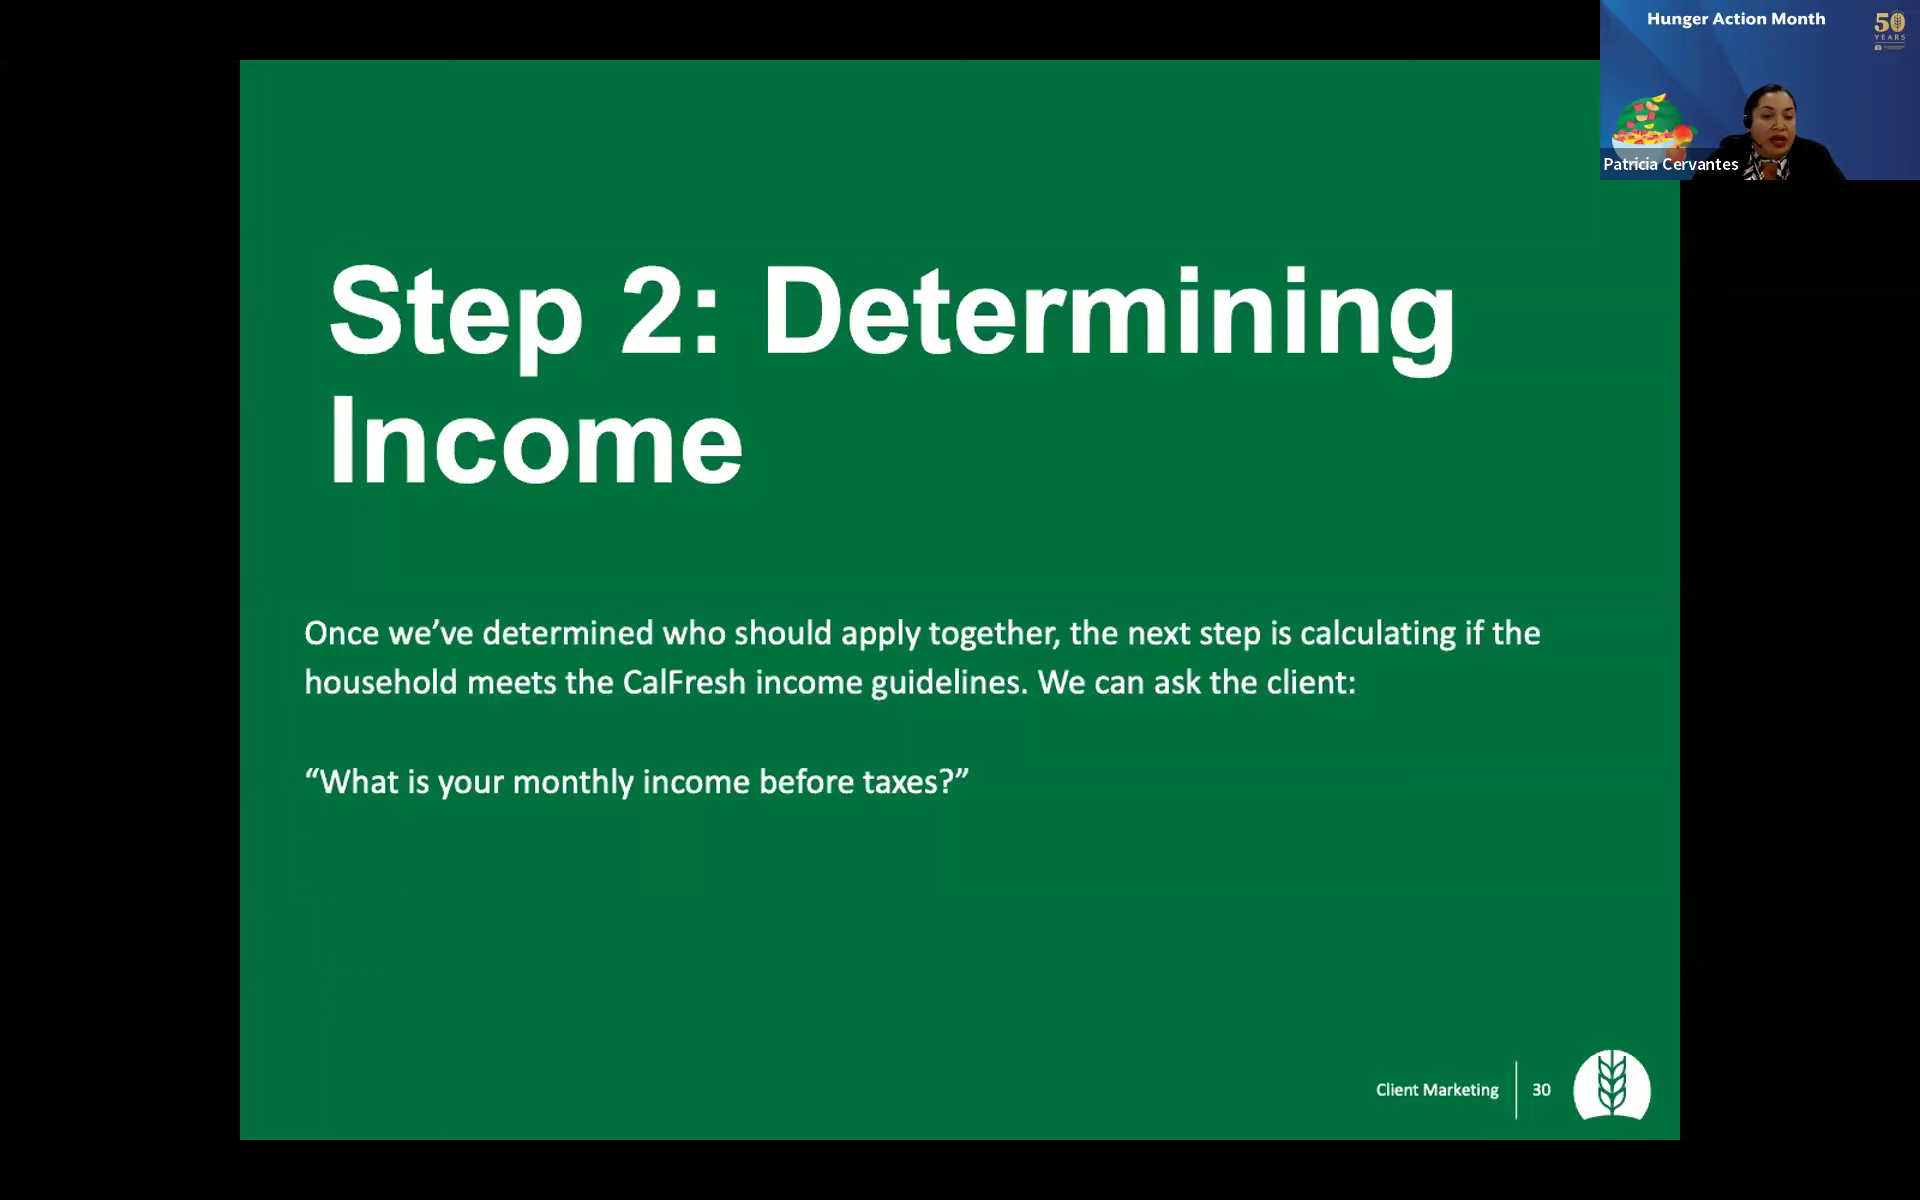 Hunger Action Month
50
YEARS
Patricia Cervantes
Step 2: Determining
Income
Once we’ve determined who should apply together, the next step is calculating if the
household meets the CalFresh income guidelines. We can ask the client:
“What is your monthly income before taxes?”
Client Marketing
30